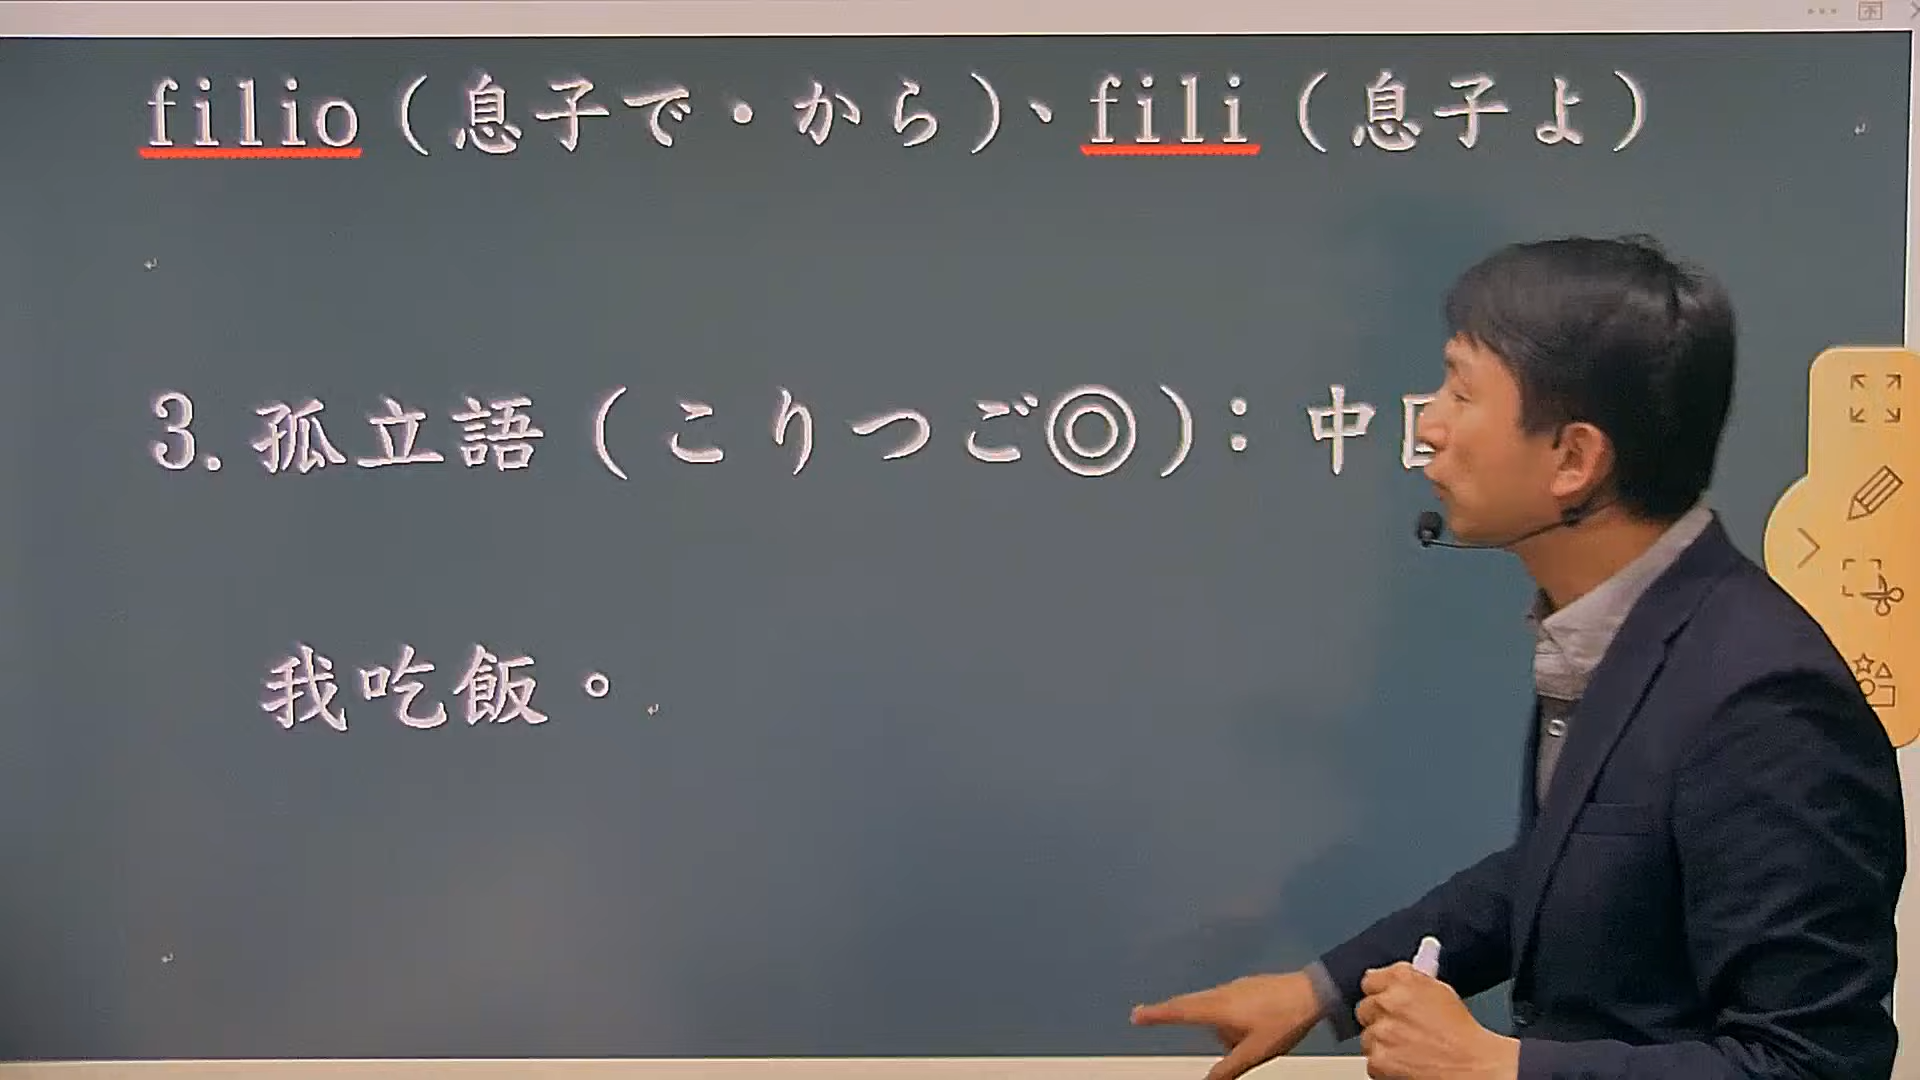 filio（息子で・から）、fili（息子よ）
3. 孤立語（こりつご◎）：中
我吃飯。